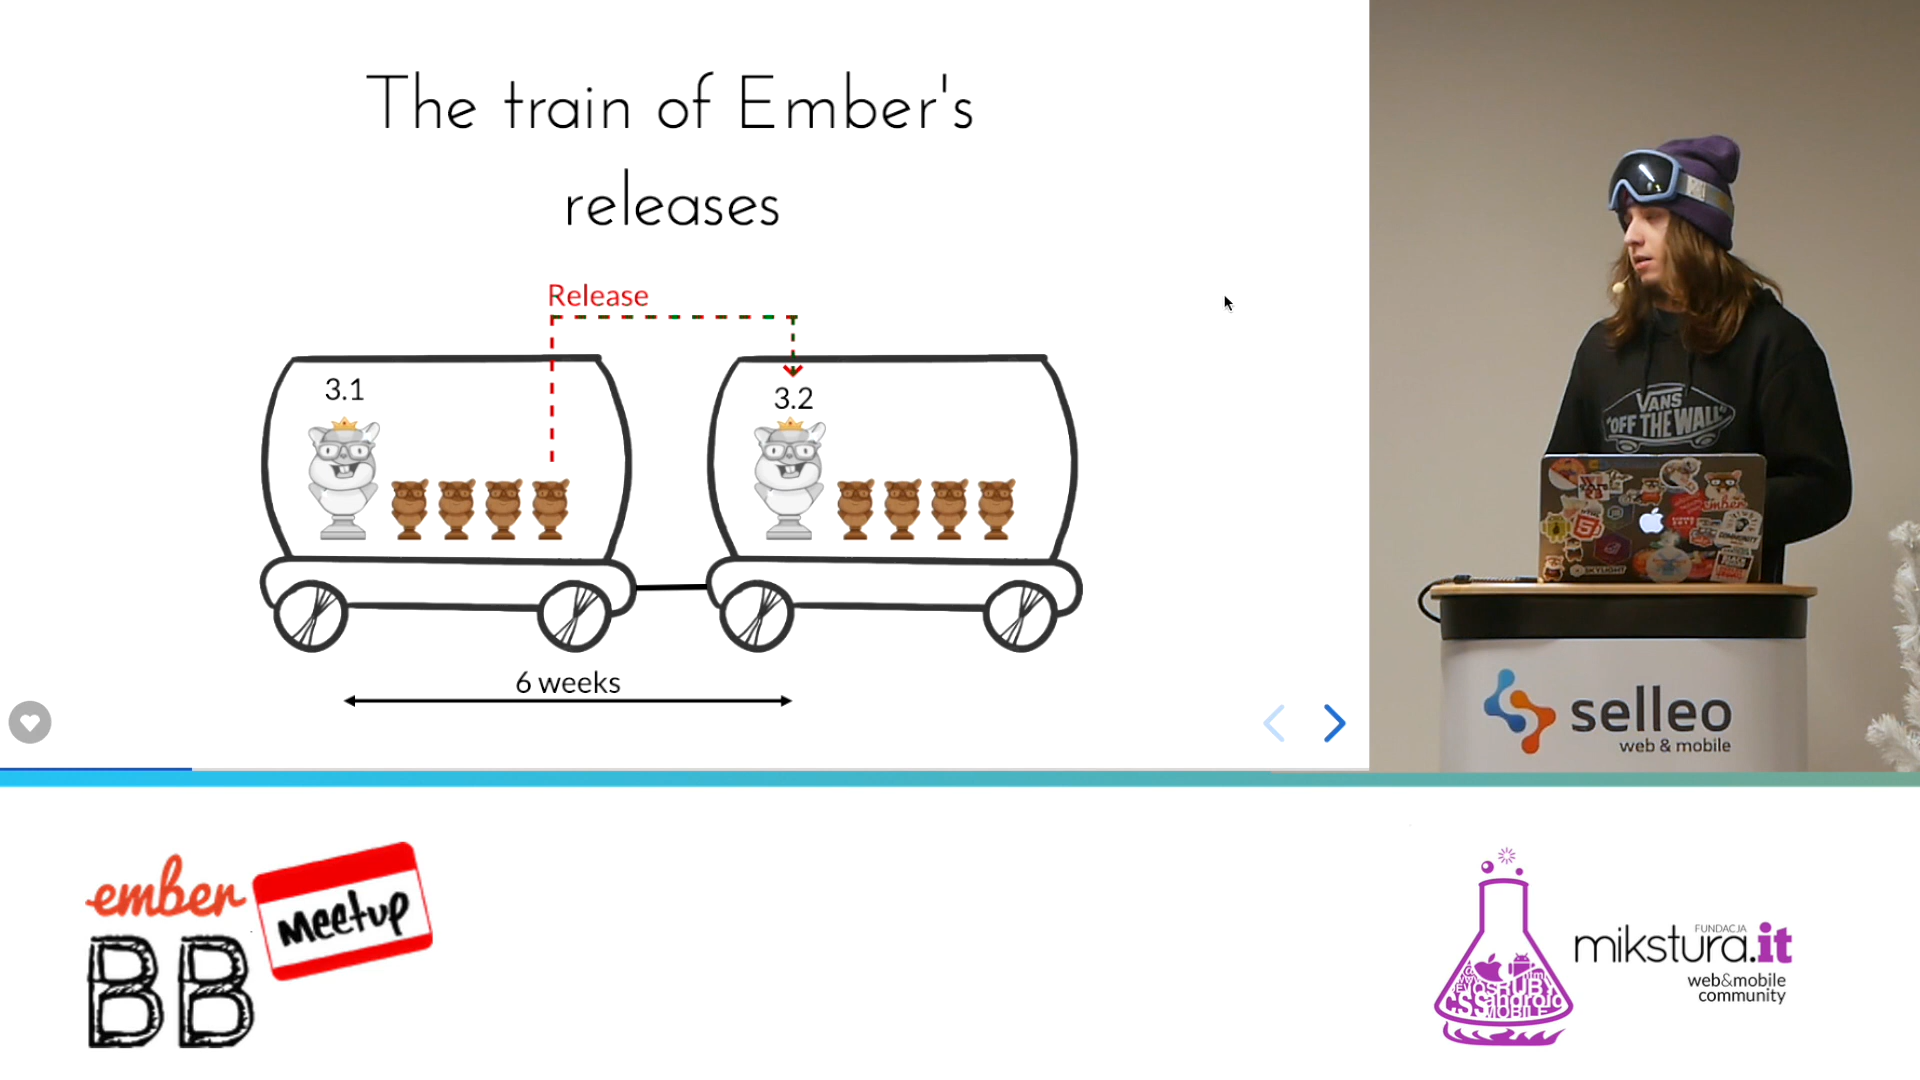 The train of Ember's
releases
Release
3.1
3.2
6 weeks
VANS
"OFF THE WALL"
selleo
web & mobile
ember
BB
Meetup
FUNDACJA
mikstura.it
web&mobile
community